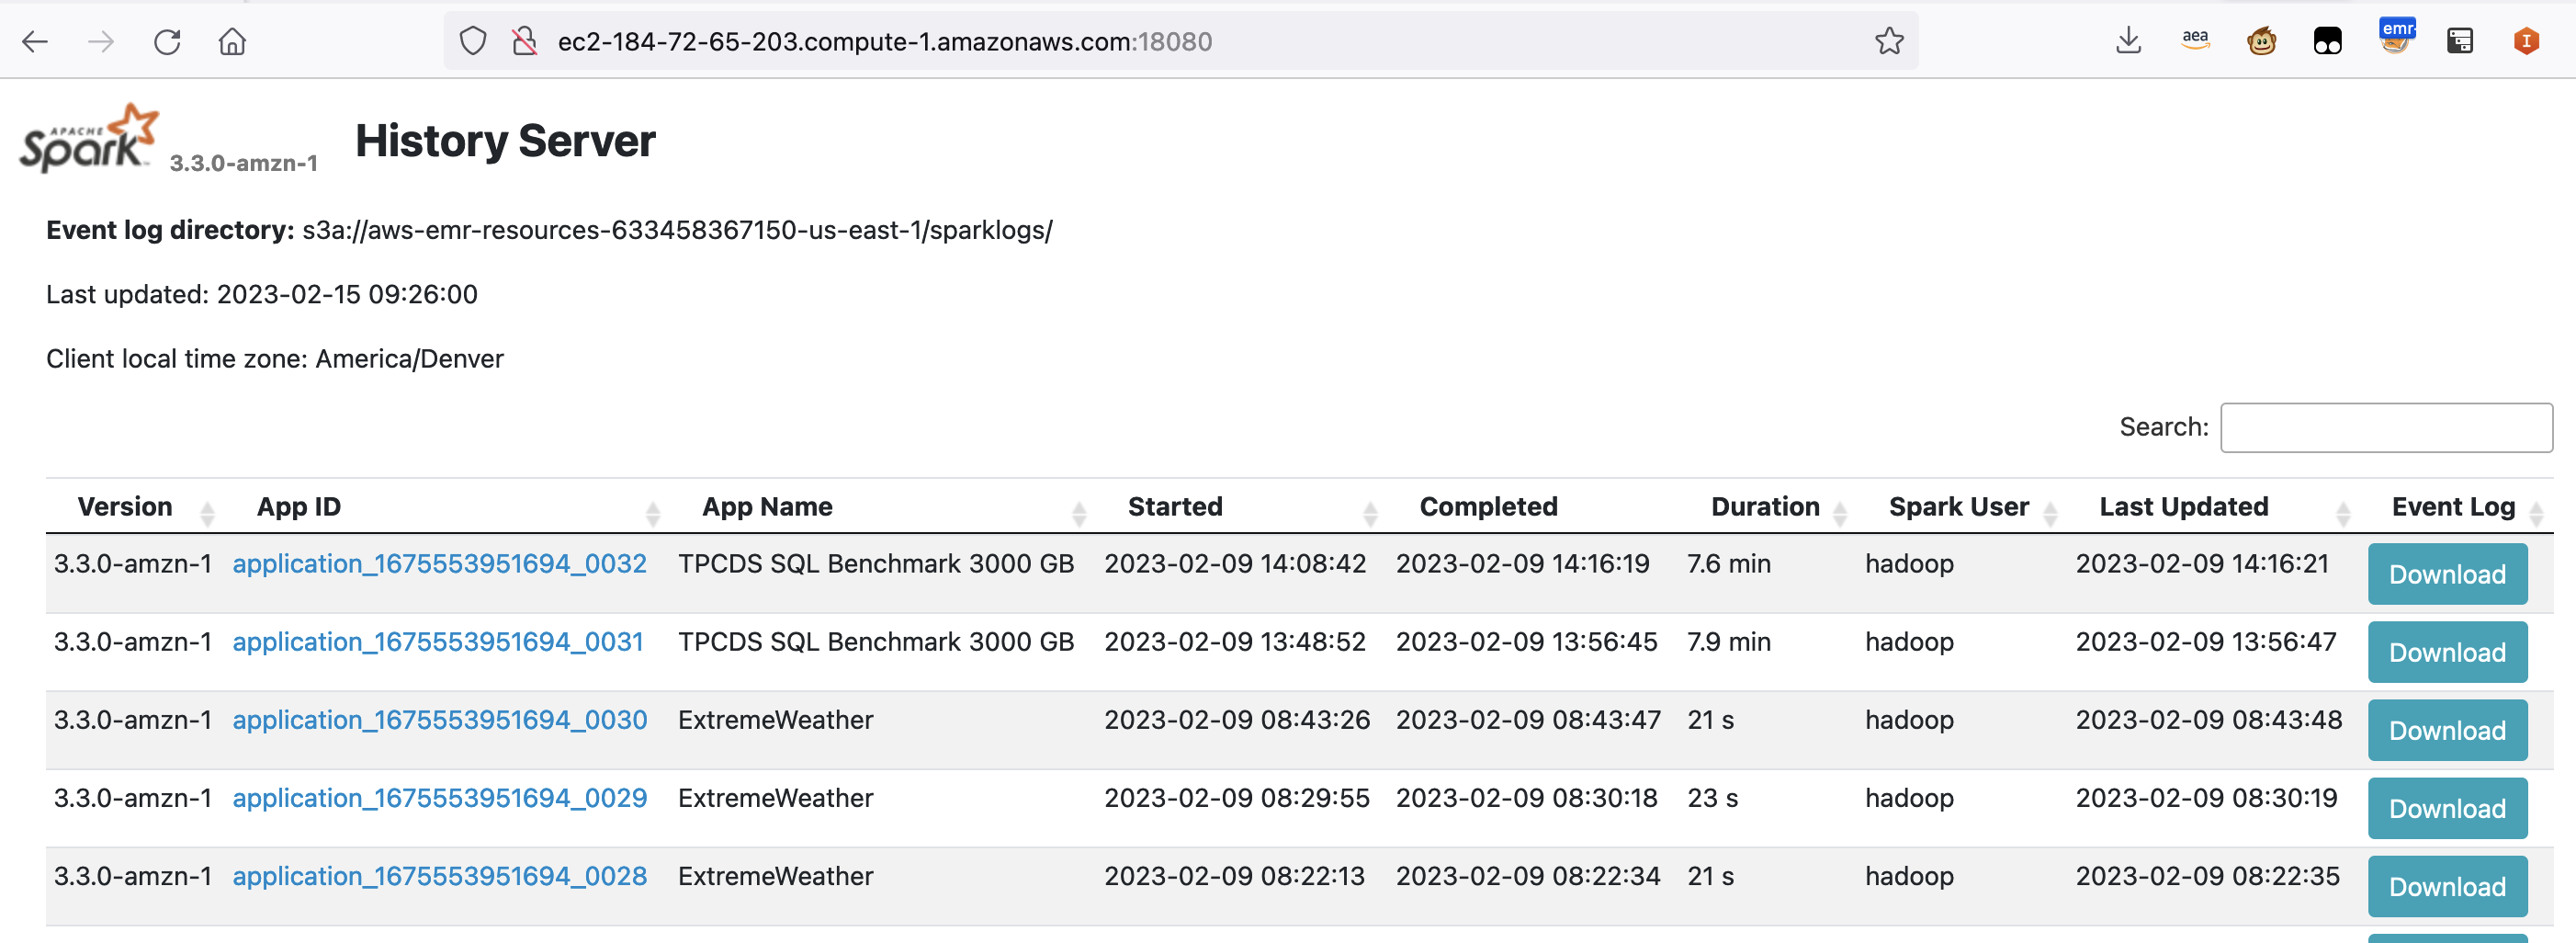 ec2-184-72-65-203.compute-1.amazonaws.com:18080
aea
emr-
I
APACHE
Spark 3.3.0-amzn-1 History Server
Event log directory: s3a://aws-emr-resources-633458367150-us-east-1/sparklogs/
Last updated: 2023-02-15 09:26:00
Client local time zone: America/Denver
Search:
Version App ID App Name Started Completed Duration Spark User Last Updated Event Log
3.3.0-amzn-1 application_1675553951694_0032 TPCDS SQL Benchmark 3000 GB 2023-02-09 14:08:42 2023-02-09 14:16:19 7.6 min hadoop 2023-02-09 14:16:21 Download
3.3.0-amzn-1 application_1675553951694_0031 TPCDS SQL Benchmark 3000 GB 2023-02-09 13:48:52 2023-02-09 13:56:45 7.9 min hadoop 2023-02-09 13:56:47 Download
3.3.0-amzn-1 application_1675553951694_0030 ExtremeWeather 2023-02-09 08:43:26 2023-02-09 08:43:47 21 s hadoop 2023-02-09 08:43:48 Download
3.3.0-amzn-1 application_1675553951694_0029 ExtremeWeather 2023-02-09 08:29:55 2023-02-09 08:30:18 23 s hadoop 2023-02-09 08:30:19 Download
3.3.0-amzn-1 application_1675553951694_0028 ExtremeWeather 2023-02-09 08:22:13 2023-02-09 08:22:34 21 s hadoop 2023-02-09 08:22:35 Download